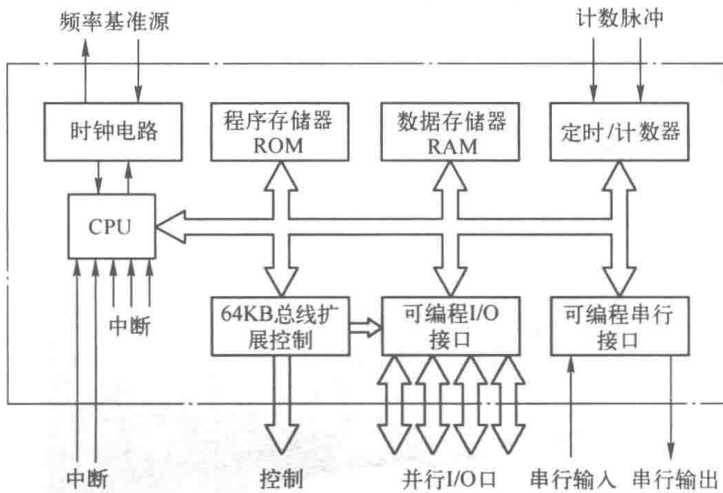 频率基准源
计数脉冲
时钟电路
程序存储器
ROM
数据存储器
RAM
定时/计数器
CPU
中断
64KB总线扩
展控制
可编程I/O
接口
可编程串行
接口
中断
控制
并行I/O口
串行输入
串行输出